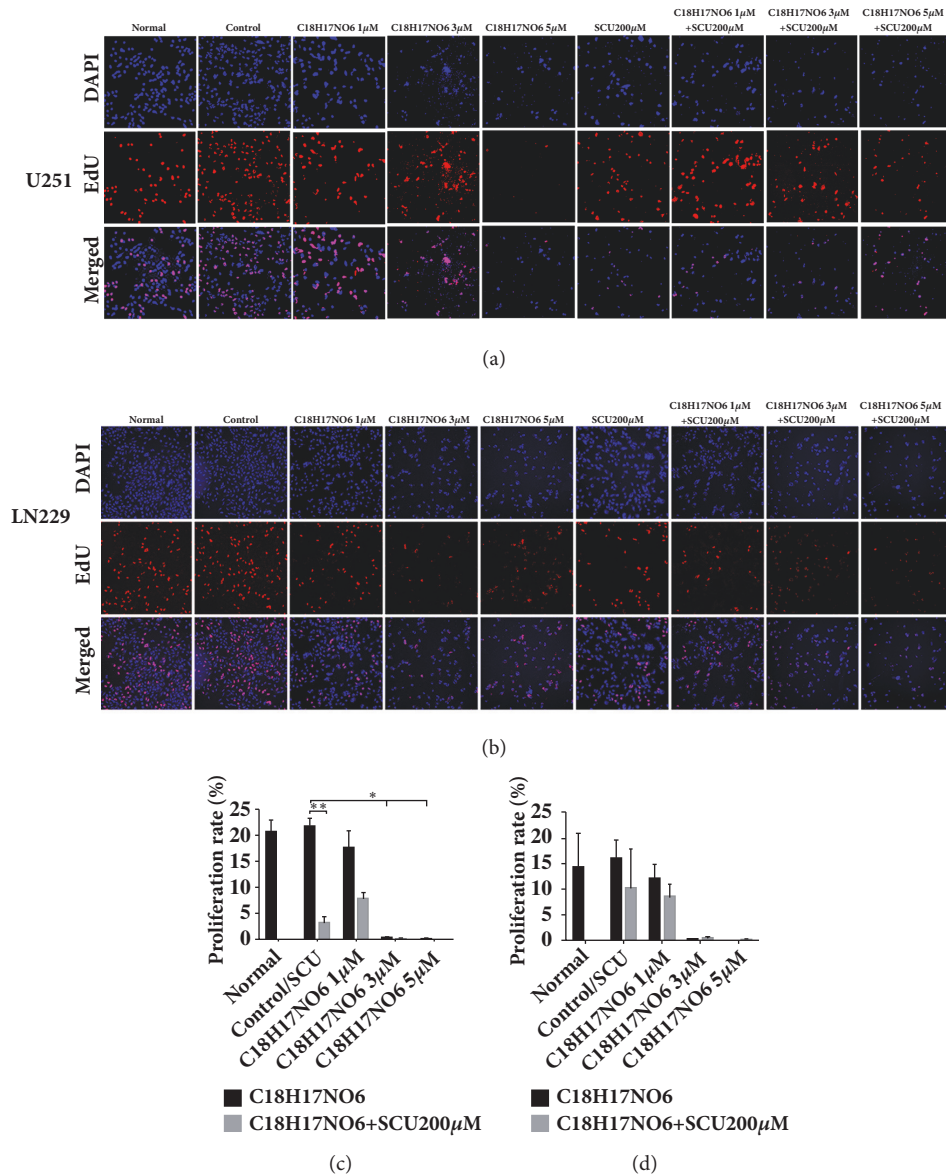 C18H17NO6 1μM C18H17NO6 3μM C18H17NO6 5μM
Normal Control C18H17NO6 1μM C18H17NO6 3μM C18H17NO6 5μM SCU200μM +SCU200μM +SCU200μM +SCU200μM
DAPI
U251
EdU
Merged
(a)
C18H17NO6 1μM C18H17NO6 3μM C18H17NO6 5μM
Normal Control C18H17NO6 1μM C18H17NO6 3μM C18H17NO6 5μM SCU200μM +SCU200μM +SCU200μM +SCU200μM
DAPI
LN229
EdU
Merged
(b)
Proliferation rate (%)
25
20
15
10
5
0
**
*
Normal
Control/SCU
C18H17NO6 1μM
C18H17NO6 3μM
C18H17NO6 5μM
C18H17NO6
C18H17NO6+SCU200μM
(c)
Proliferation rate (%)
25
20
15
10
5
0
Normal
Control/SCU
C18H17NO6 1μM
C18H17NO6 3μM
C18H17NO6 5μM
C18H17NO6
C18H17NO6+SCU200μM
(d)